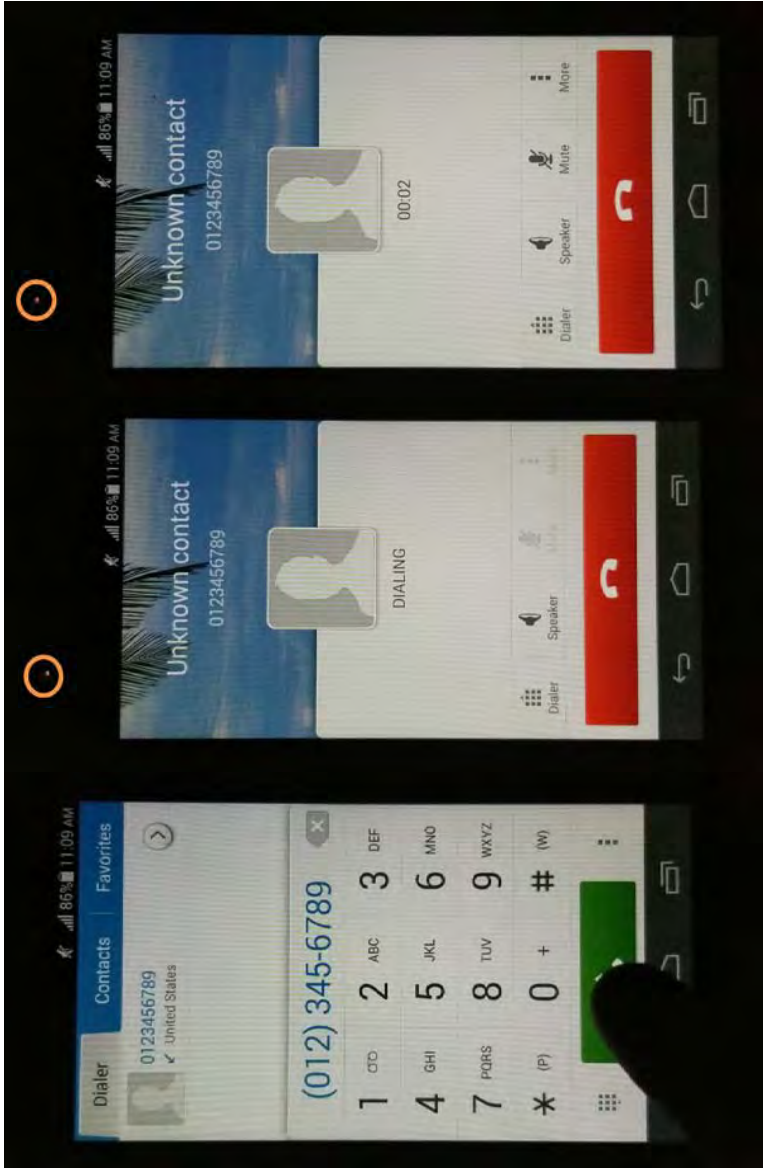 86% 11:09 AM
Dialer Contacts Favorites
0123456789
United States
(012) 345-6789
1 2 ABC 3 DEF
4 GHI 5 JKL 6 MNO
7 PQRS 8 TUV 9 WXYZ
* (P) 0 + # (W)
86% 11:09 AM
Unknown contact
0123456789
DIALING
Dialer Speaker Mute More
86% 11:09 AM
Unknown contact
0123456789
00:02
Dialer Speaker Mute More